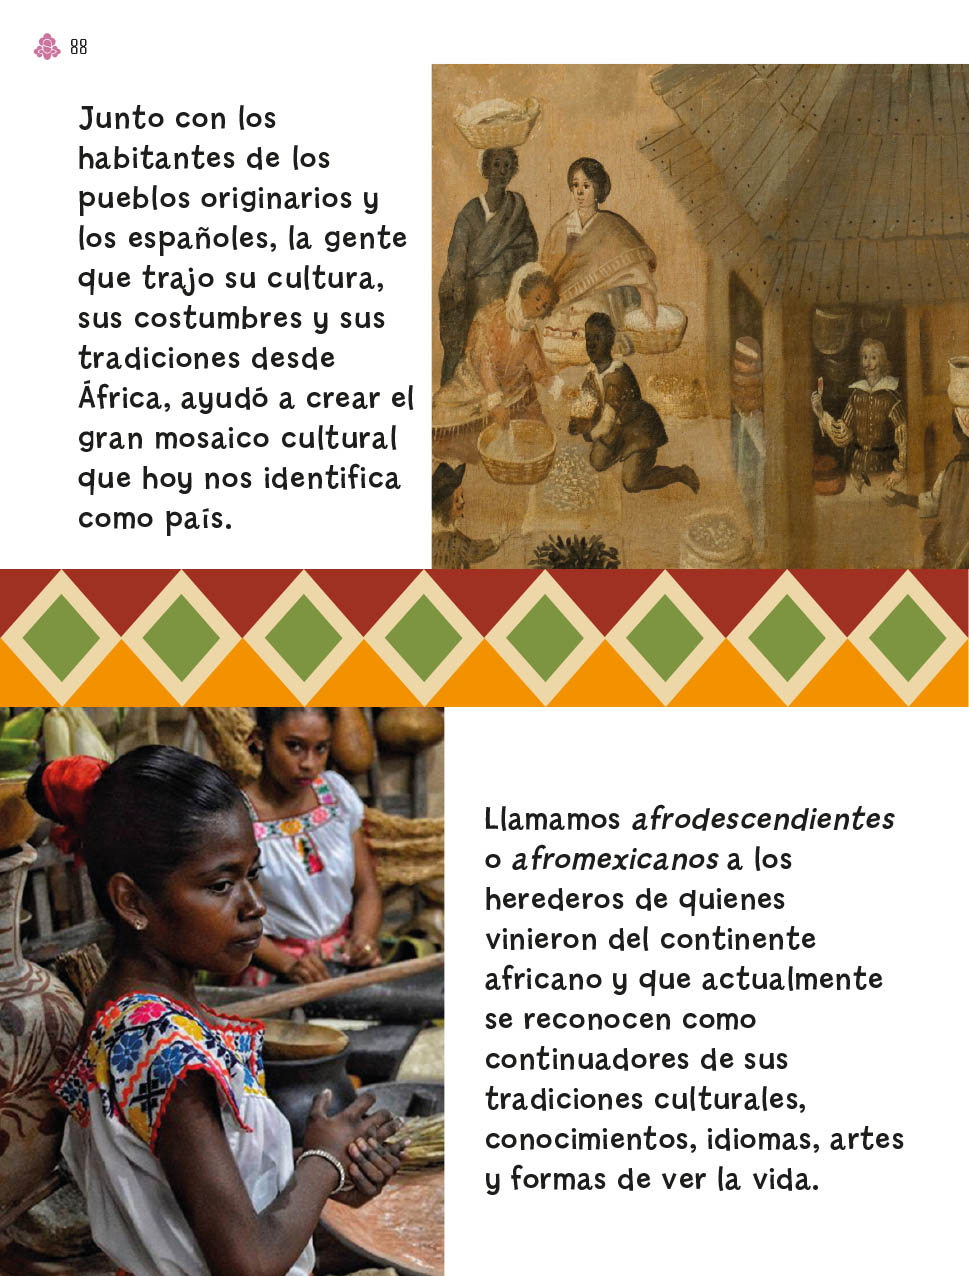 88
Junto con los
habitantes de los
pueblos originarios y
los españoles, la gente
que trajo su cultura,
sus costumbres y sus
tradiciones desde
África, ayudó a crear el
gran mosaico cultural
que hoy nos identifica
como país.
Llamamos afrodescendientes
o afromexicanos a los
herederos de quienes
vinieron del continente
africano y que actualmente
se reconocen como
continuadores de sus
tradiciones culturales,
conocimientos, idiomas, artes
y formas de ver la vida.